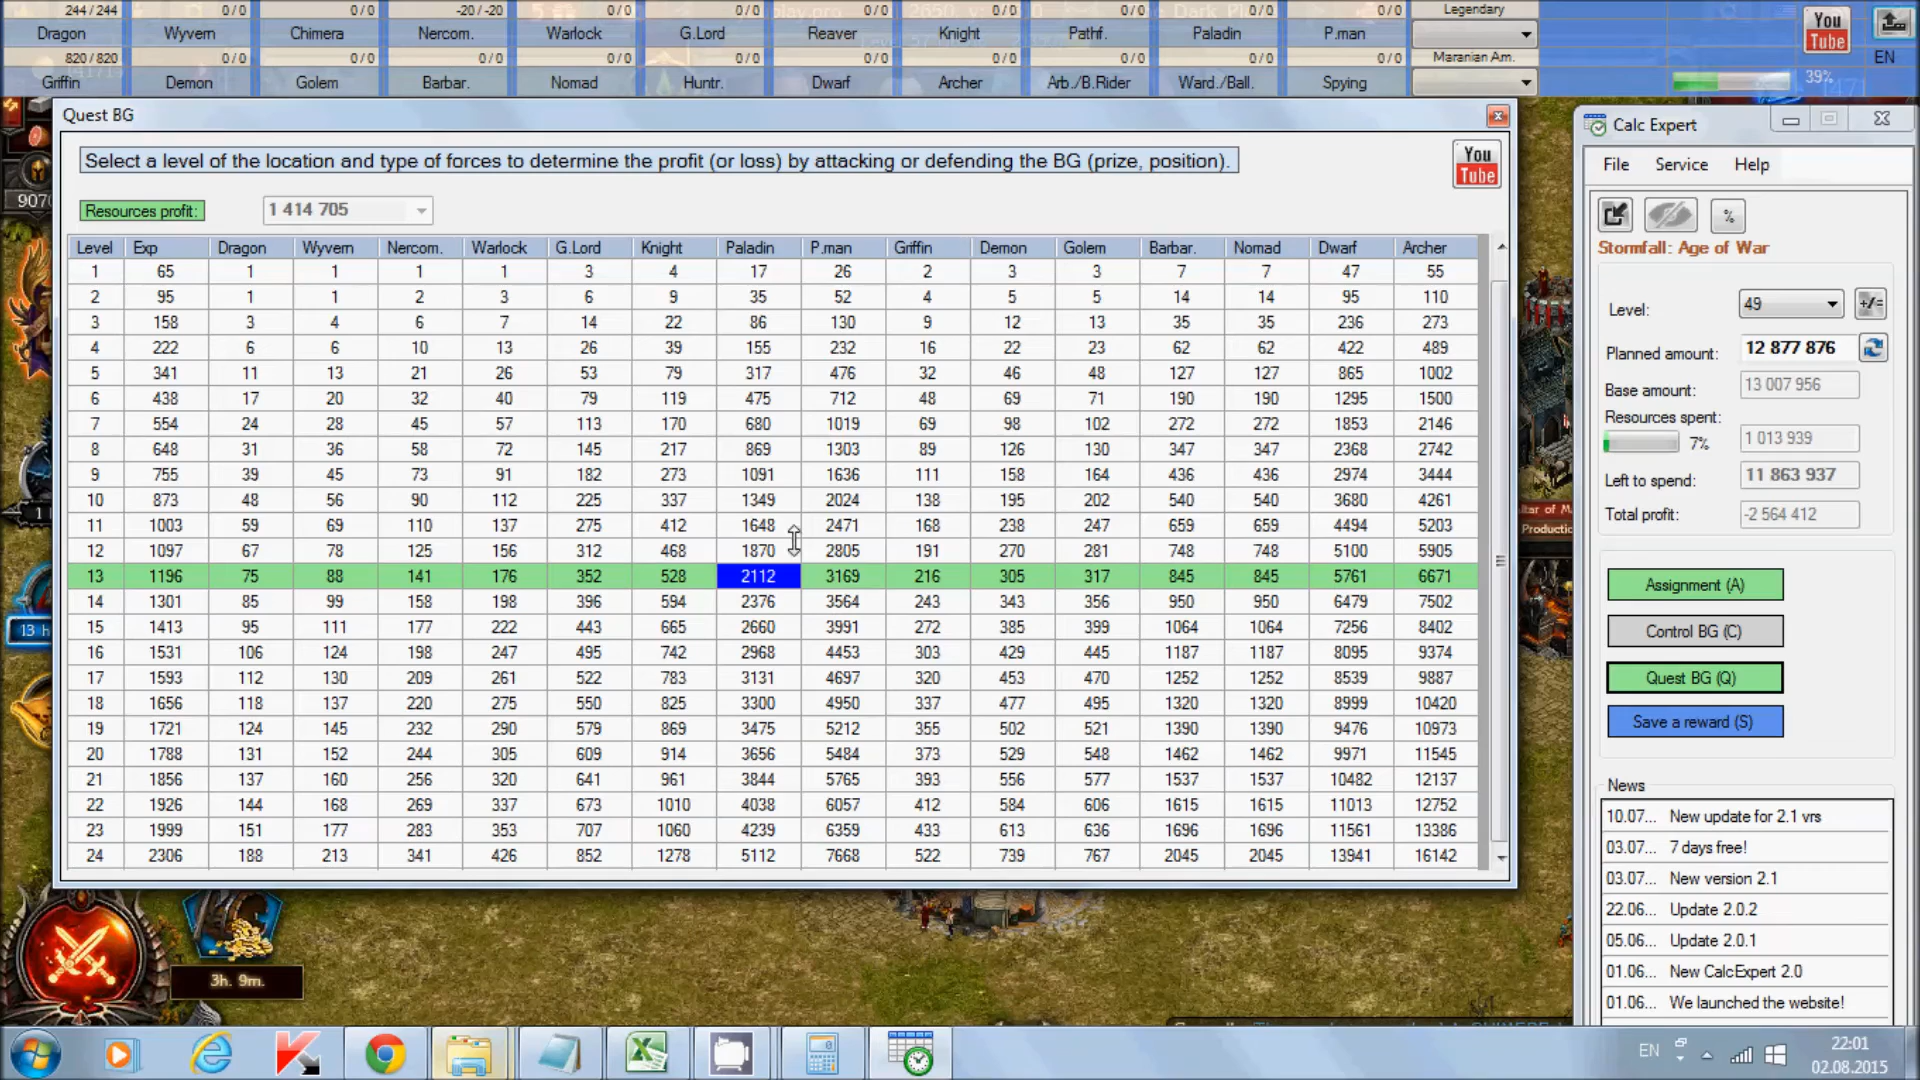 244 / 244 0 / 0 0 / 0 -20 / -20 0 / 0 0 / 0 0 / 0 0 / 0 0 / 0 0 / 0 0 / 0 Legendary
Dragon Wyvern Chimera Nercom. Warlock G.Lord Reaver Knight Pathf. Paladin P.man You Tube
820 / 820 0 / 0 0 / 0 0 / 0 0 / 0 0 / 0 0 / 0 0 / 0 0 / 0 0 / 0 0 / 0 Maranian Am. EN
Griffin Demon Golem Barbar. Nomad Huntr. Dwarf Archer Arb./B.Rider Ward./Ball. Spying 39%
Quest BG
Select a level of the location and type of forces to determine the profit (or loss) by attacking or defending the BG (prize, position).
You Tube
Resources profit: 1 414 705
Level Exp Dragon Wyvern Nercom. Warlock G.Lord Knight Paladin P.man Griffin Demon Golem Barbar. Nomad Dwarf Archer
1 65 1 1 1 1 3 4 17 26 2 3 3 7 7 47 55
2 95 1 1 2 3 6 9 35 52 4 5 5 14 14 95 110
3 158 3 4 6 7 14 22 86 130 9 12 13 35 35 236 273
4 222 6 6 10 13 26 39 155 232 16 22 23 62 62 422 489
5 341 11 13 21 26 53 79 317 476 32 46 48 127 127 865 1002
6 438 17 20 32 40 79 119 475 712 48 69 71 190 190 1295 1500
7 554 24 28 45 57 113 170 680 1019 69 98 102 272 272 1853 2146
8 648 31 36 58 72 145 217 869 1303 89 126 130 347 347 2368 2742
9 755 39 45 73 91 182 273 1091 1636 111 158 164 436 436 2974 3444
10 873 48 56 90 112 225 337 1349 2024 138 195 202 540 540 3680 4261
11 1003 59 69 110 137 275 412 1648 2471 168 238 247 659 659 4494 5203
12 1097 67 78 125 156 312 468 1870 2805 191 270 281 748 748 5100 5905
13 1196 75 88 141 176 352 528 2112 3169 216 305 317 845 845 5761 6671
14 1301 85 99 158 198 396 594 2376 3564 243 343 356 950 950 6479 7502
15 1413 95 111 177 222 443 665 2660 3991 272 385 399 1064 1064 7256 8402
16 1531 106 124 198 247 495 742 2968 4453 303 429 445 1187 1187 8095 9374
17 1593 112 130 209 261 522 783 3131 4697 320 453 470 1252 1252 8539 9887
18 1656 118 137 220 275 550 825 3300 4950 337 477 495 1320 1320 8999 10420
19 1721 124 145 232 290 579 869 3475 5212 355 502 521 1390 1390 9476 10973
20 1788 131 152 244 305 609 914 3656 5484 373 529 548 1462 1462 9971 11545
21 1856 137 160 256 320 641 961 3844 5765 393 556 577 1537 1537 10482 12137
22 1926 144 168 269 337 673 1010 4038 6057 412 584 606 1615 1615 11013 12752
23 1999 151 177 283 353 707 1060 4239 6359 433 613 636 1696 1696 11561 13386
24 2306 188 213 341 426 852 1278 5112 7668 522 739 767 2045 2045 13941 16142
Calc Expert
File Service Help
%
Stormfall: Age of War
Level: 49
Planned amount: 12 877 876
Base amount: 13 007 956
Resources spent:
7% 1 013 939
Left to spend: 11 863 937
Total profit: -2 564 412
Assignment (A)
Control BG (C)
Quest BG (Q)
Save a reward (S)
News
10.07... New update for 2.1 vrs
03.07... 7 days free!
03.07... New version 2.1
22.06... Update 2.0.2
05.06... Update 2.0.1
01.06... New CalcExpert 2.0
01.06... We launched the website!
907
13 h
Production
3h. 9m.
EN
22:01
02.08.2015